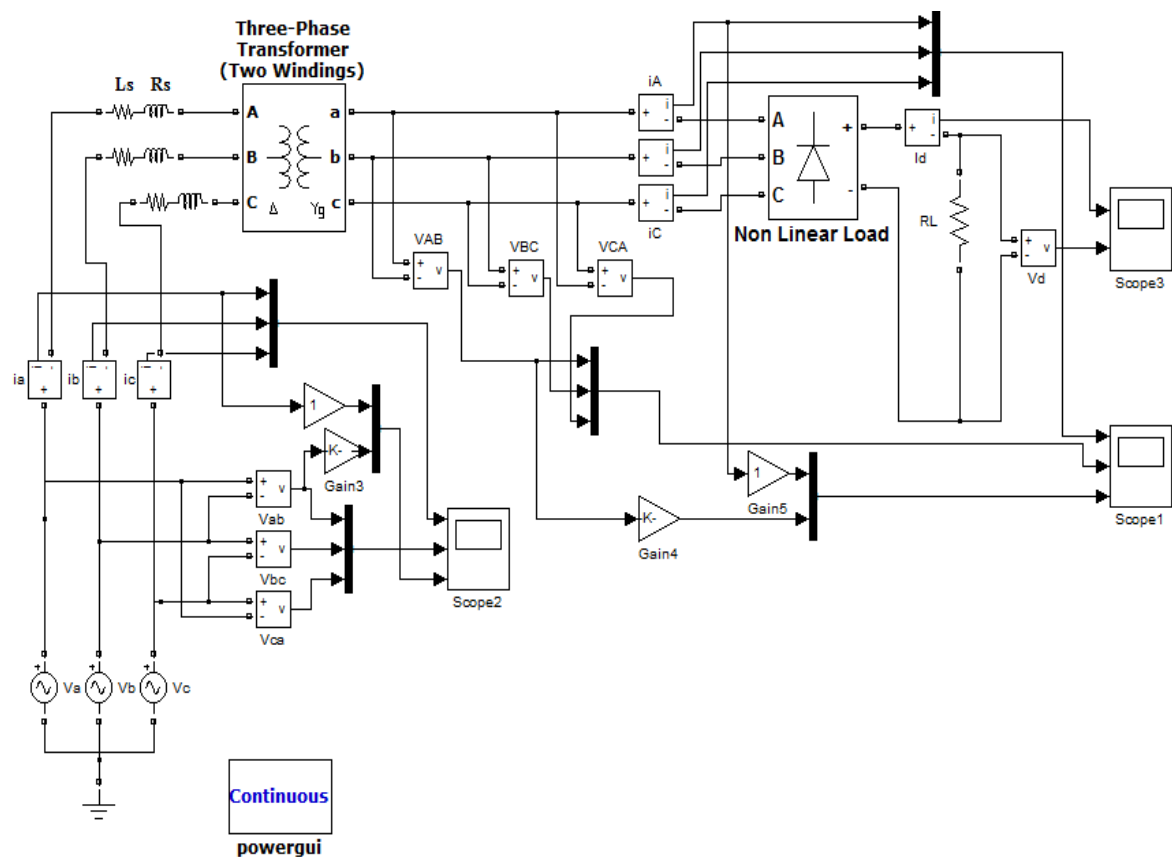 Three-Phase
Transformer
(Two Windings)
Ls Rs
A a
B b
C c
Δ Yg
iA
+ i
-
+ i
-
+ i
-
iC
A
B
C
+
-
Non Linear Load
+ i
-
Id
RL
+
-
v
Vd
Scope3
VAB
+
-
v
VBC
+
-
v
VCA
+
-
v
ia
i -
+
ib
i -
+
ic
i -
+
1
K-
Gain3
+
-
v
Vab
+
-
v
Vbc
+
-
v
Vca
Scope2
K-
Gain4
1
Gain5
Scope1
+
Va
+
Vb
+
Vc
Continuous
powergui